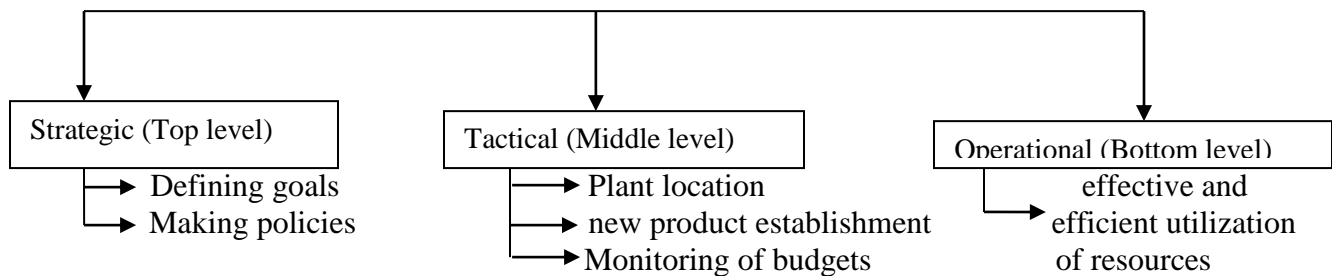 Strategic (Top level)
Defining goals
Making policies
Tactical (Middle level)
Plant location
new product establishment
Monitoring of budgets
Operational (Bottom level)
effective and
efficient utilization
of resources